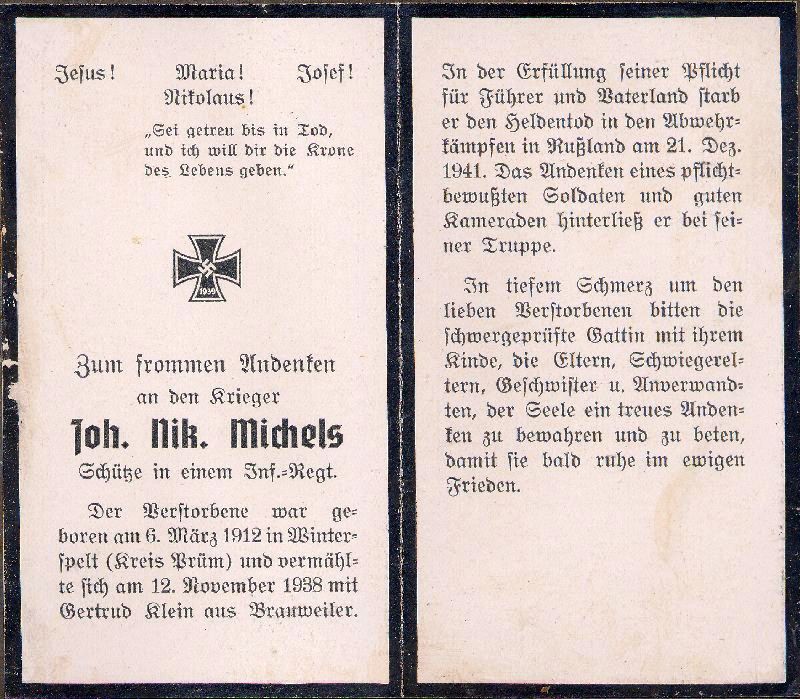 Jesus! Maria! Josef!
Nikolaus!
„Sei getreu bis in Tod,
und ich will dir die Krone
des Lebens geben.“
1939
Zum frommen Andenken
an den Krieger
Joh. Nik. Michels
Schütze in einem Inf.-Regt.
Der Verstorbene war ge-
boren am 6. März 1912 in Winter-
spelt (Kreis Prüm) und vermähl-
te sich am 12. November 1938 mit
Gertrud Klein aus Brauweiler.
In der Erfüllung seiner Pflicht
für Führer und Vaterland starb
er den Heldentod in den Abwehr-
kämpfen in Rußland am 21. Dez.
1941. Das Andenken eines pflicht-
bewußten Soldaten und guten
Kameraden hinterließ er bei sei-
ner Truppe.
In tiefem Schmerz um den
lieben Verstorbenen bitten die
schwergeprüfte Gattin mit ihrem
Kinde, die Eltern, Schwiegerel-
tern, Geschwister u. Anverwand-
ten, der Seele ein treues Anden-
ken zu bewahren und zu beten,
damit sie bald ruhe im ewigen
Frieden.